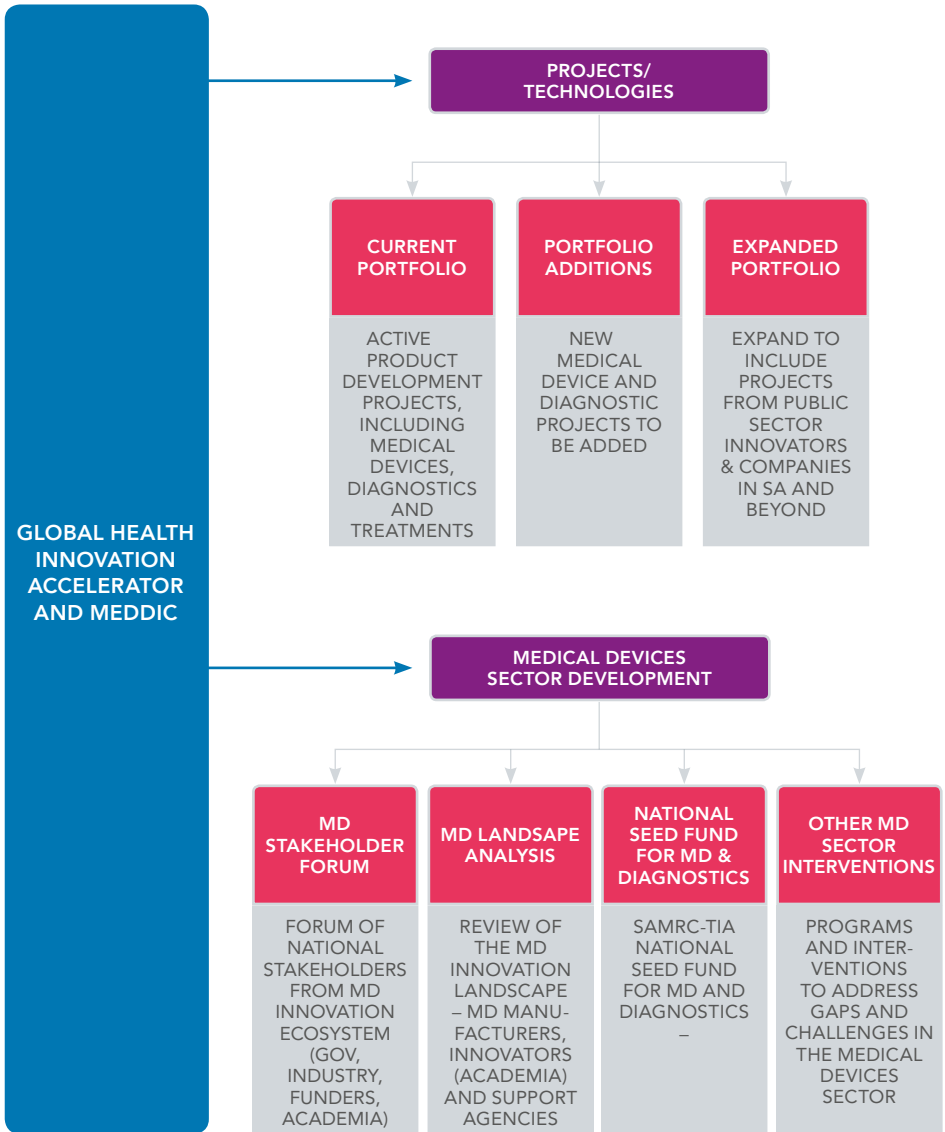 GLOBAL HEALTH
INNOVATION
ACCELERATOR
AND MEDDIC
PROJECTS/
TECHNOLOGIES
CURRENT
PORTFOLIO
ACTIVE
PRODUCT
DEVELOPMENT
PROJECTS,
INCLUDING
MEDICAL
DEVICES,
DIAGNOSTICS
AND
TREATMENTS
PORTFOLIO
ADDITIONS
NEW
MEDICAL
DEVICE AND
DIAGNOSTIC
PROJECTS TO
BE ADDED
EXPANDED
PORTFOLIO
EXPAND TO
INCLUDE
PROJECTS
FROM PUBLIC
SECTOR
INNOVATORS
& COMPANIES
IN SA AND
BEYOND
MEDICAL DEVICES
SECTOR DEVELOPMENT
MD
STAKEHOLDER
FORUM
FORUM OF
NATIONAL
STAKEHOLDERS
FROM MD
INNOVATION
ECOSYSTEM
(GOV,
INDUSTRY,
FUNDERS,
ACADEMIA)
MD LANDSAPE
ANALYSIS
REVIEW OF
THE MD
INNOVATION
LANDSCAPE
– MD MANU-
FACTURERS,
INNOVATORS
(ACADEMIA)
AND SUPPORT
AGENCIES
NATIONAL
SEED FUND
FOR MD &
DIAGNOSTICS
SAMRC-TIA
NATIONAL
SEED FUND
FOR MD AND
DIAGNOSTICS
–
OTHER MD
SECTOR
INTERVENTIONS
PROGRAMS
AND INTER-
VENTIONS
TO ADDRESS
GAPS AND
CHALLENGES IN
THE MEDICAL
DEVICES
SECTOR